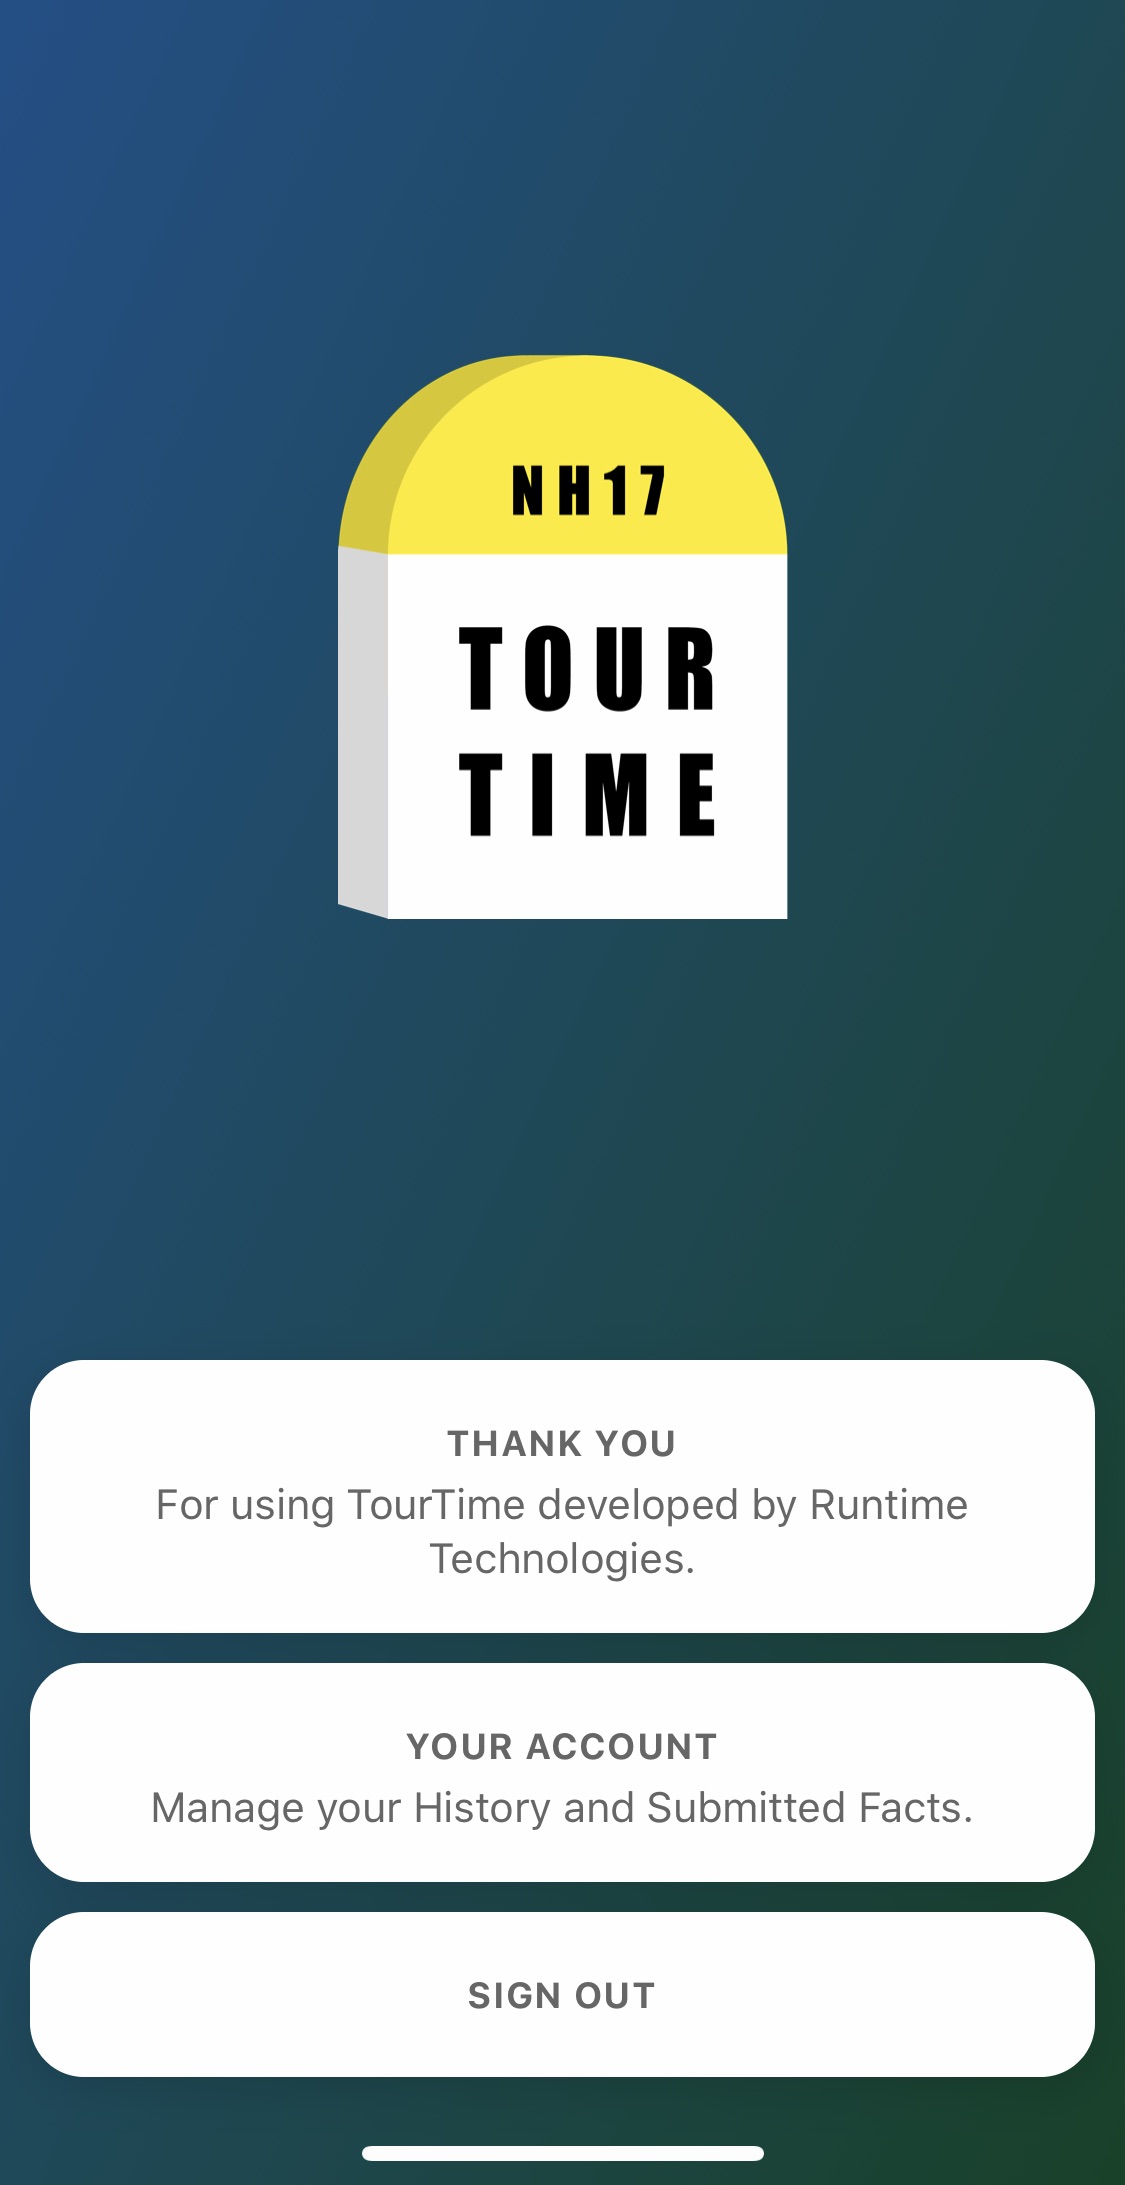 NH17
TOUR
TIME
THANK YOU
For using TourTime developed by Runtime
Technologies.
YOUR ACCOUNT
Manage your History and Submitted Facts.
SIGN OUT